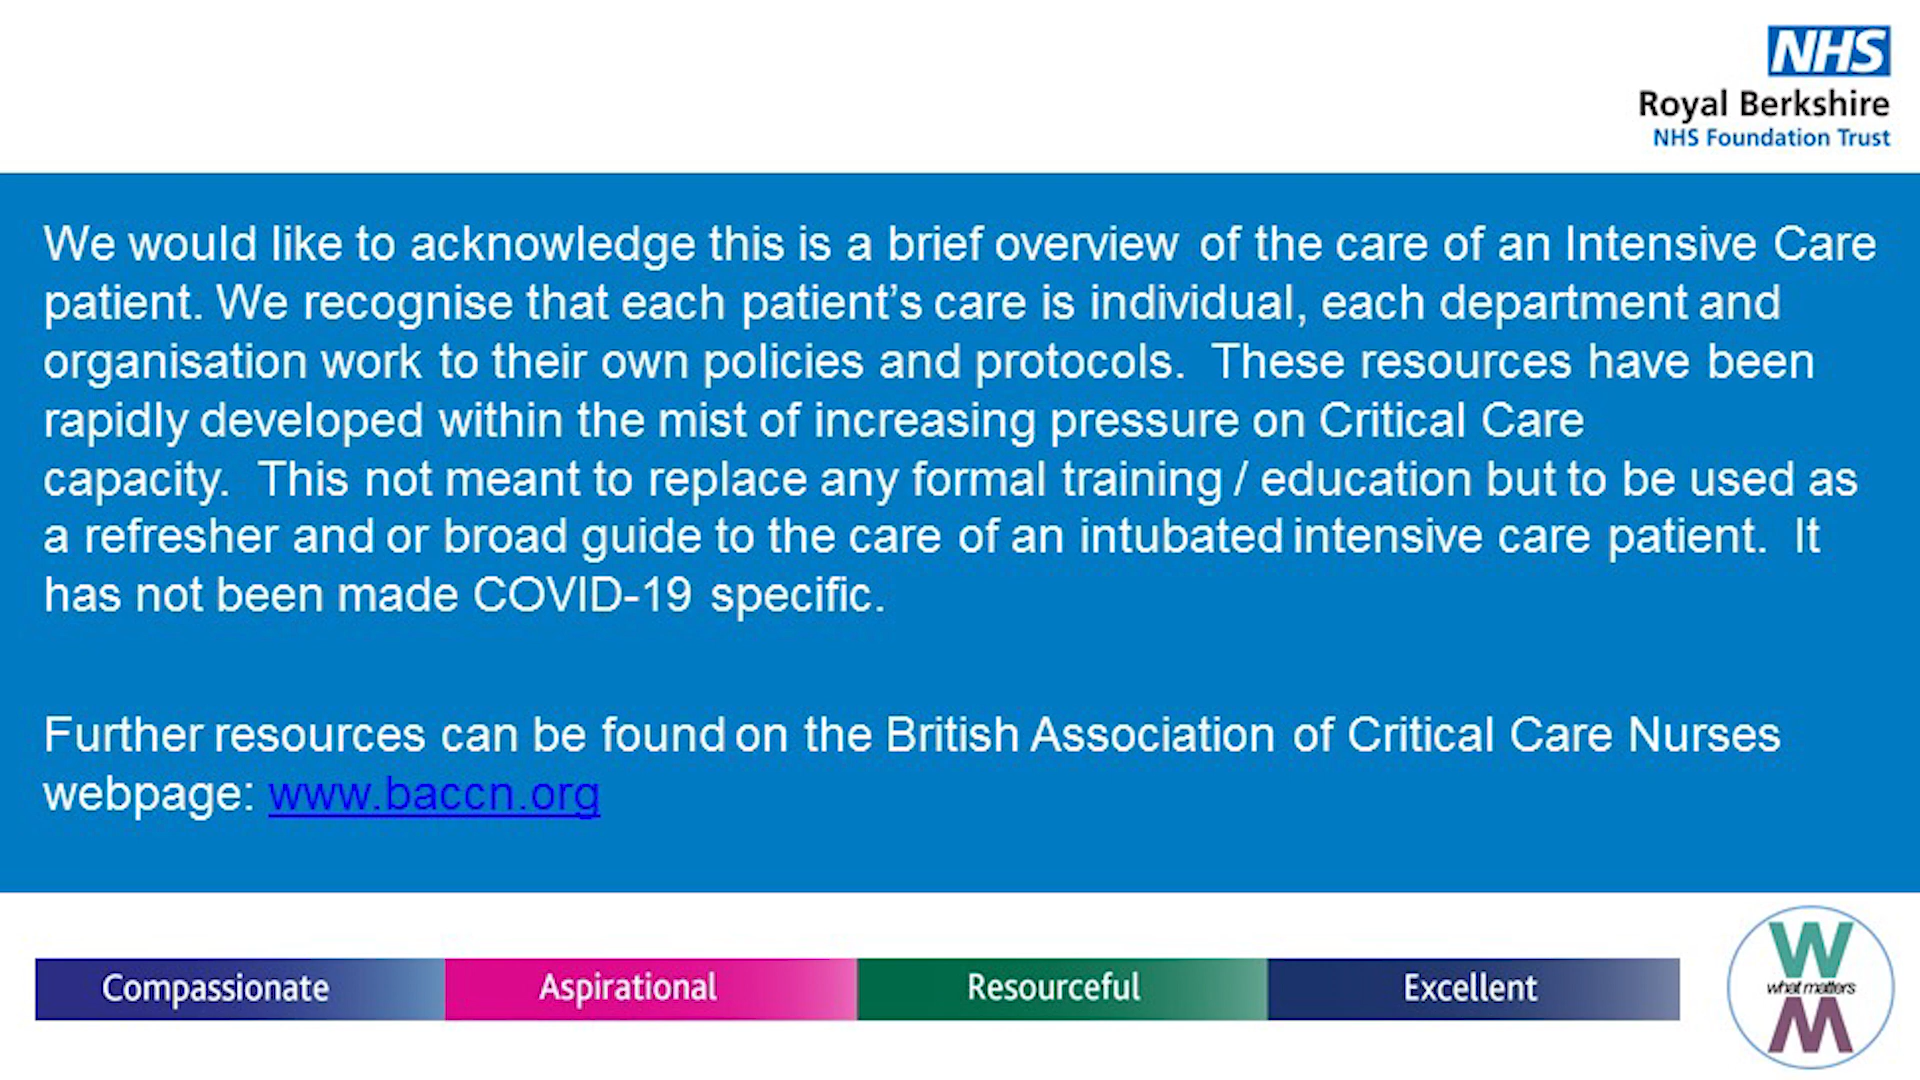 NHS
Royal Berkshire
NHS Foundation Trust
We would like to acknowledge this is a brief overview of the care of an Intensive Care
patient. We recognise that each patient’s care is individual, each department and
organisation work to their own policies and protocols. These resources have been
rapidly developed within the mist of increasing pressure on Critical Care
capacity. This not meant to replace any formal training / education but to be used as
a refresher and or broad guide to the care of an intubated intensive care patient. It
has not been made COVID-19 specific.
Further resources can be found on the British Association of Critical Care Nurses
webpage: www.baccn.org
Compassionate
Aspirational
Resourceful
Excellent
W
what matters
M